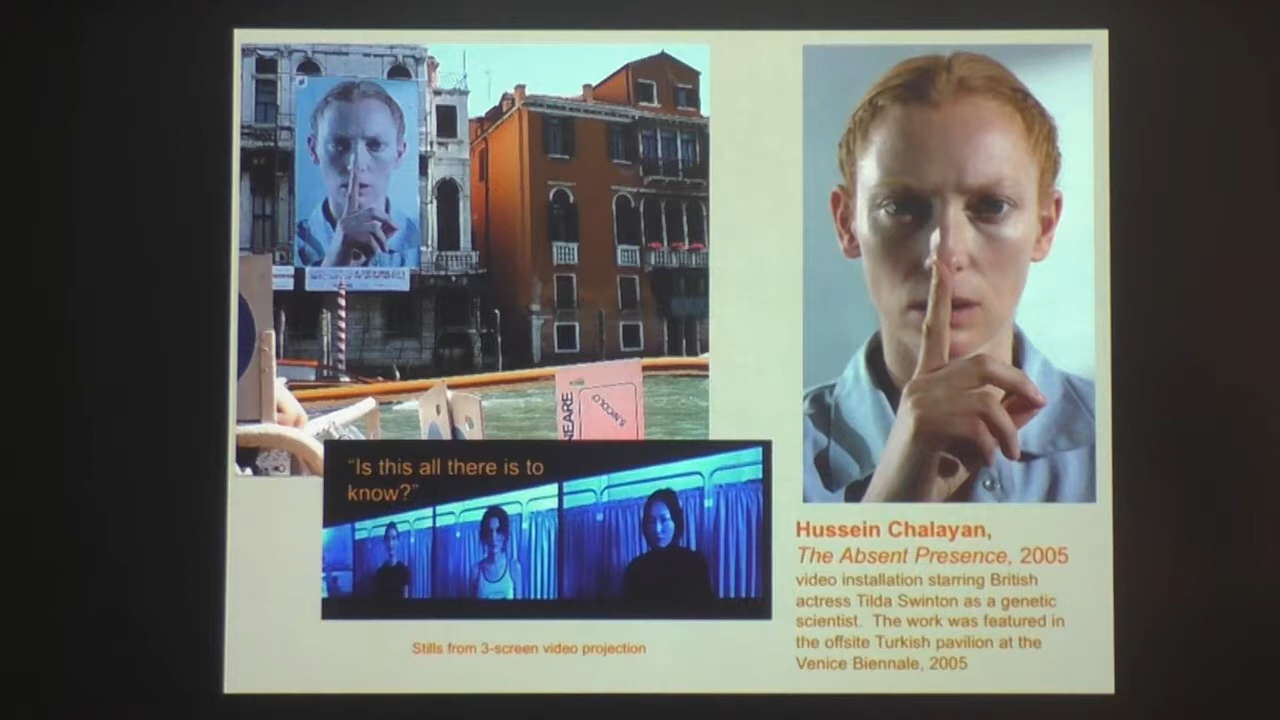 NEARE
S.NICOLO
"Is this all there is to
know?"
Stills from 3-screen video projection
Hussein Chalayan,
The Absent Presence, 2005
video installation starring British
actress Tilda Swinton as a genetic
scientist. The work was featured in
the offsite Turkish pavilion at the
Venice Biennale, 2005